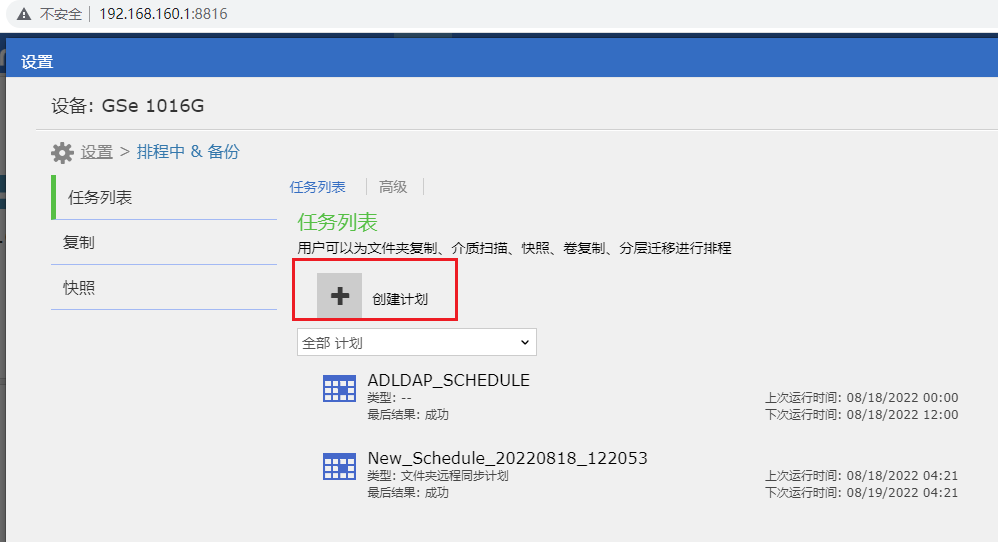 不安全 192.168.160.1:8816
设置
设备: GSe 1016G
设置 > 排程中 & 备份
任务列表
复制
快照
任务列表 高级
任务列表
用户可以为文件夹复制、介质扫描、快照、卷复制、分层迁移进行排程
创建计划
全部 计划
ADLDAP_SCHEDULE
类型: --
最后结果: 成功
上次运行时间: 08/18/2022 00:00
下次运行时间: 08/18/2022 12:00
New_Schedule_20220818_122053
类型: 文件夹远程同步计划
最后结果: 成功
上次运行时间: 08/18/2022 04:21
下次运行时间: 08/19/2022 04:21